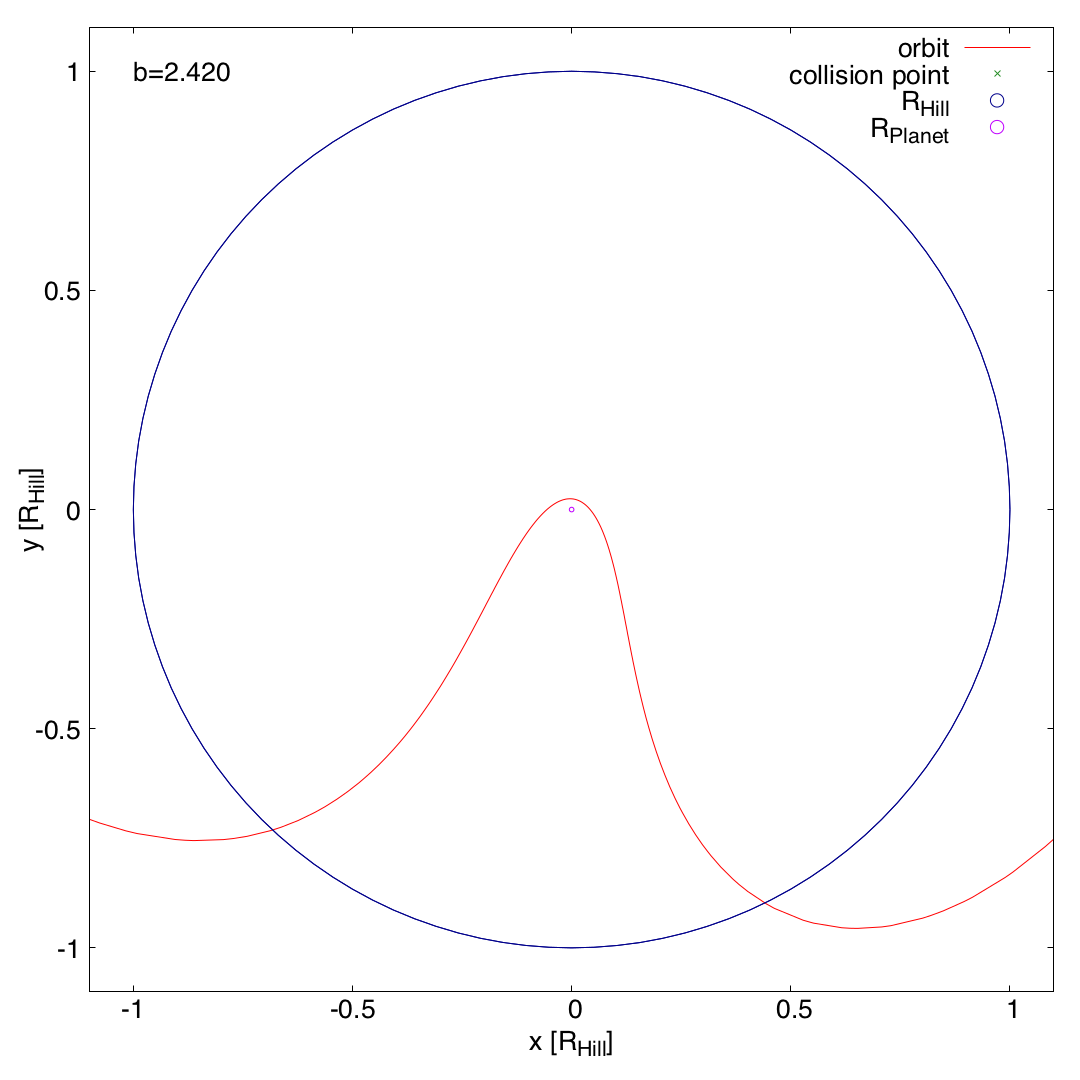 b=2.420
orbit
collision point
R_Hill
R_Planet
1
0.5
0
-0.5
-1
y [R_Hill]
-1 -0.5 0 0.5 1
x [R_Hill]